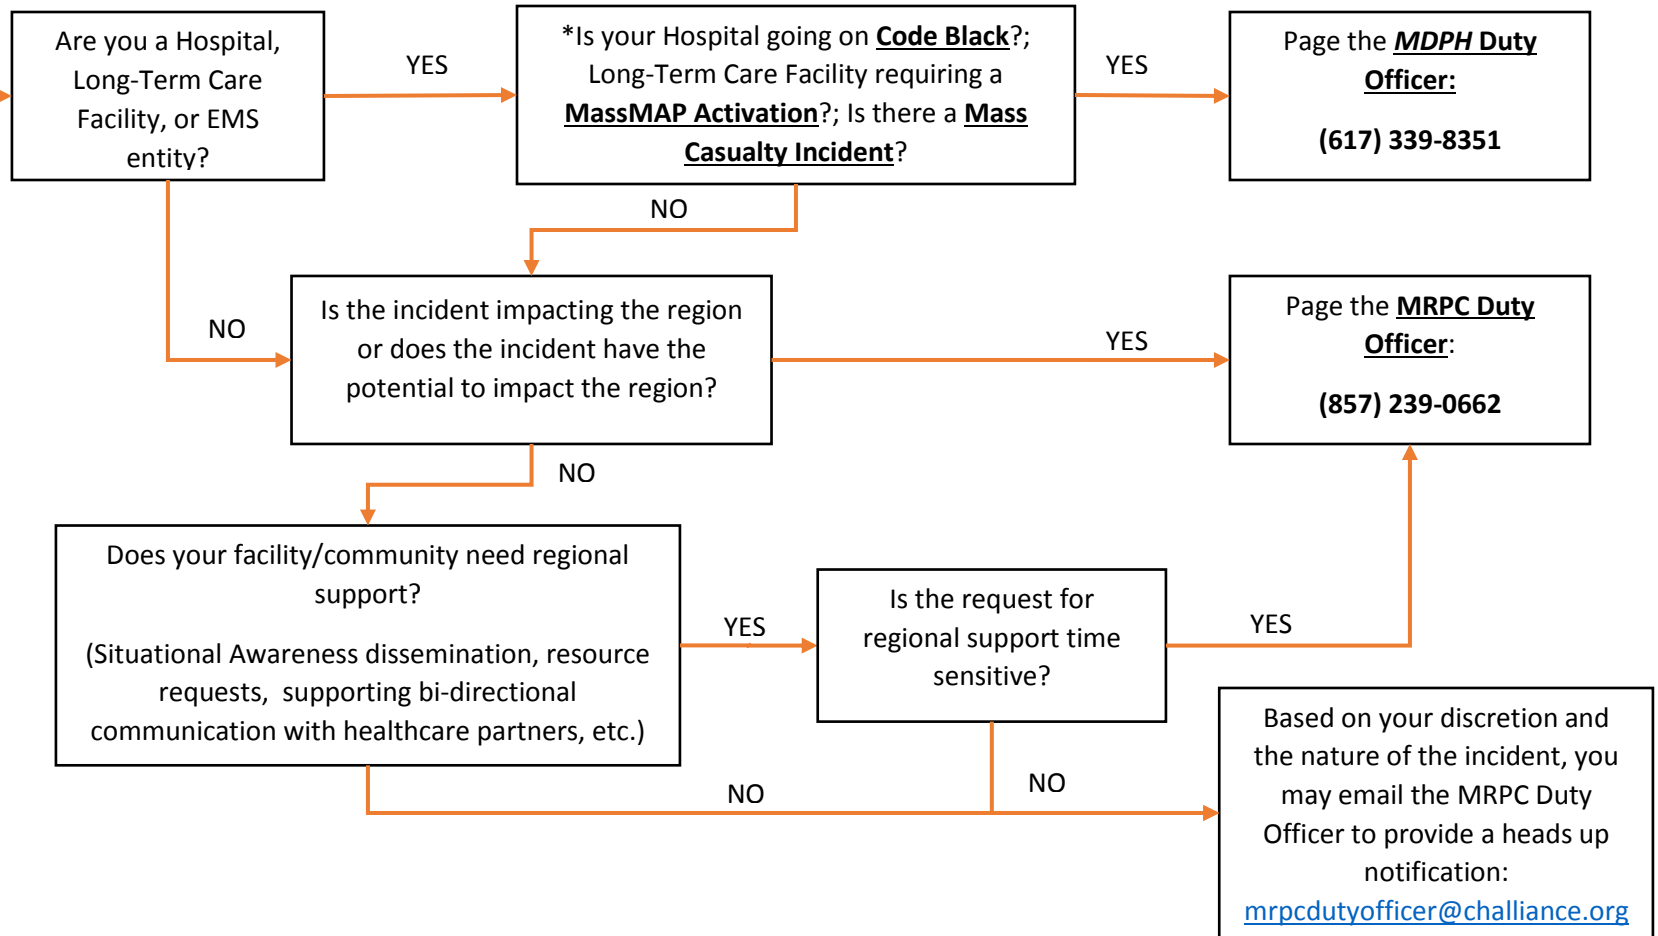 Are you a Hospital,
Long-Term Care
Facility, or EMS
entity?
YES
*Is your Hospital going on Code Black?;
Long-Term Care Facility requiring a
MassMAP Activation?; Is there a Mass
Casualty Incident?
YES
Page the MDPH Duty
Officer:
(617) 339-8351
NO
NO
Is the incident impacting the region
or does the incident have the
potential to impact the region?
YES
Page the MRPC Duty
Officer:
(857) 239-0662
NO
Does your facility/community need regional
support?
(Situational Awareness dissemination, resource
requests, supporting bi-directional
communication with healthcare partners, etc.)
YES
Is the request for
regional support time
sensitive?
YES
NO
NO
Based on your discretion and
the nature of the incident, you
may email the MRPC Duty
Officer to provide a heads up
notification:
mrpcdutyofficer@challiance.org